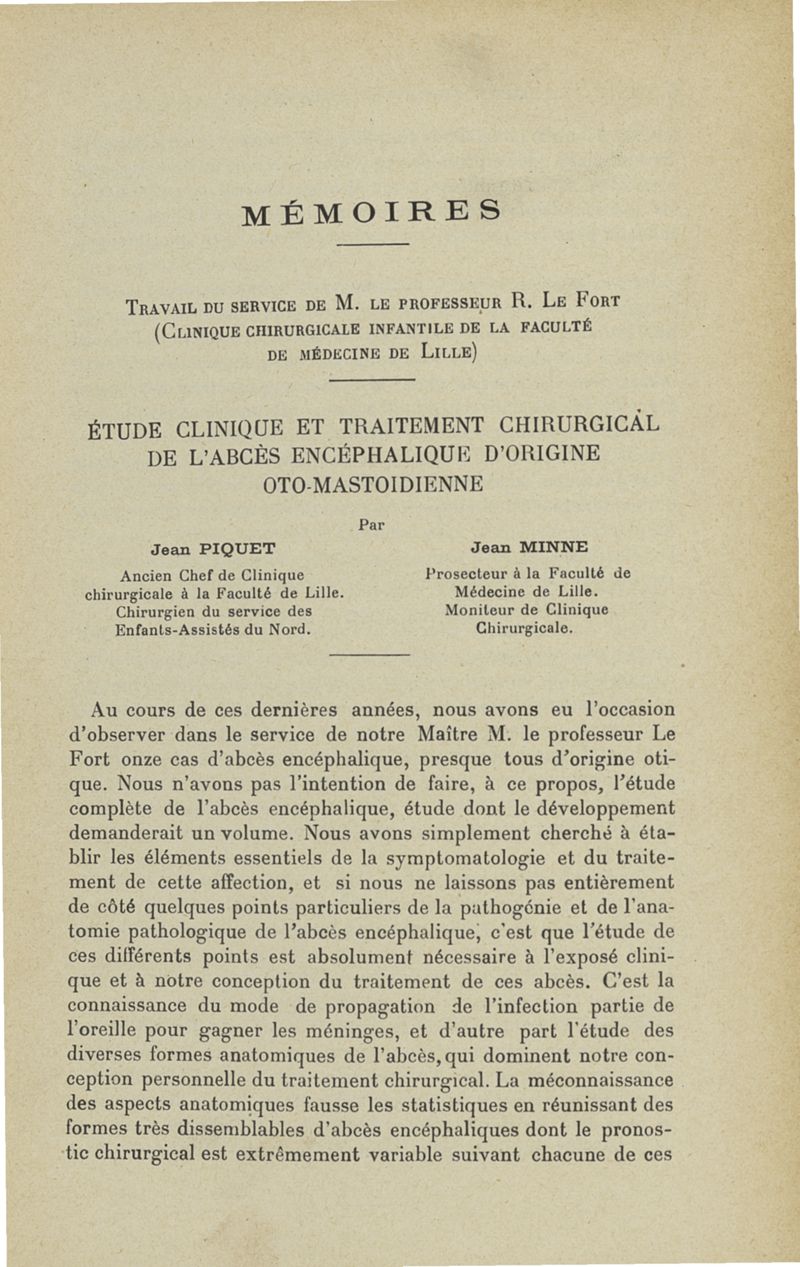 MÉMOIRES
TRAVAIL DU SERVICE DE M. LE PROFESSEUR R. LE FORT
(CLINIQUE CHIRURGICALE INFANTILE DE LA FACULTÉ
DE MÉDECINE DE LILLE)
ÉTUDE CLINIQUE ET TRAITEMENT CHIRURGICAL
DE L'ABCÈS ENCÉPHALIQUE D'ORIGINE
OTO-MASTOIDIENNE
Par
Jean PIQUET
Ancien Chef de Clinique
chirurgicale à la Faculté de Lille.
Chirurgien du service des
Enfants-Assistés du Nord.
Jean MINNE
Prosecteur à la Faculté de
Médecine de Lille.
Moniteur de Clinique
Chirurgicale.
Au cours de ces dernières années, nous avons eu l'occasion
d'observer dans le service de notre Maître M. le professeur Le
Fort onze cas d'abcès encéphalique, presque tous d'origine oti-
que. Nous n'avons pas l'intention de faire, à ce propos, l'étude
complète de l'abcès encéphalique, étude dont le développement
demanderait un volume. Nous avons simplement cherché à éta-
blir les éléments essentiels de la symptomatologie et du traite-
ment de cette affection, et si nous ne laissons pas entièrement
de côté quelques points particuliers de la pathogénie et de l'ana-
tomie pathologique de l'abcès encéphalique, c'est que l'étude de
ces différents points est absolument nécessaire à l'exposé clini-
que et à notre conception du traitement de ces abcès. C'est la
connaissance du mode de propagation de l'infection partie de
l'oreille pour gagner les méninges, et d'autre part l'étude des
diverses formes anatomiques de l'abcès, qui dominent notre con-
ception personnelle du traitement chirurgical. La méconnaissance
des aspects anatomiques fausse les statistiques en réunissant des
formes très dissemblables d'abcès encéphaliques dont le pronos-
tic chirurgical est extrêmement variable suivant chacune de ces